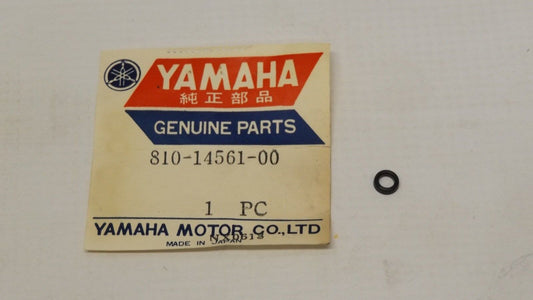 YAMAHA
純正部品
GENUINE PARTS
810-14561-00
1 PC
YAMAHA MOTOR CO., LTD
MADE IN JAPAN